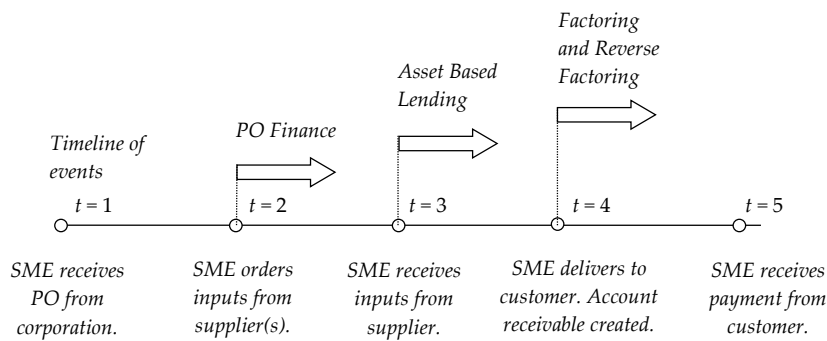 Factoring
and Reverse
Factoring
Asset Based
Lending
PO Finance
Timeline of
events
t = 1
t = 2
t = 3
t = 4
t = 5
SME receives
PO from
corporation.
SME orders
inputs from
supplier(s).
SME receives
inputs from
supplier.
SME delivers to
customer. Account
receivable created.
SME receives
payment from
customer.